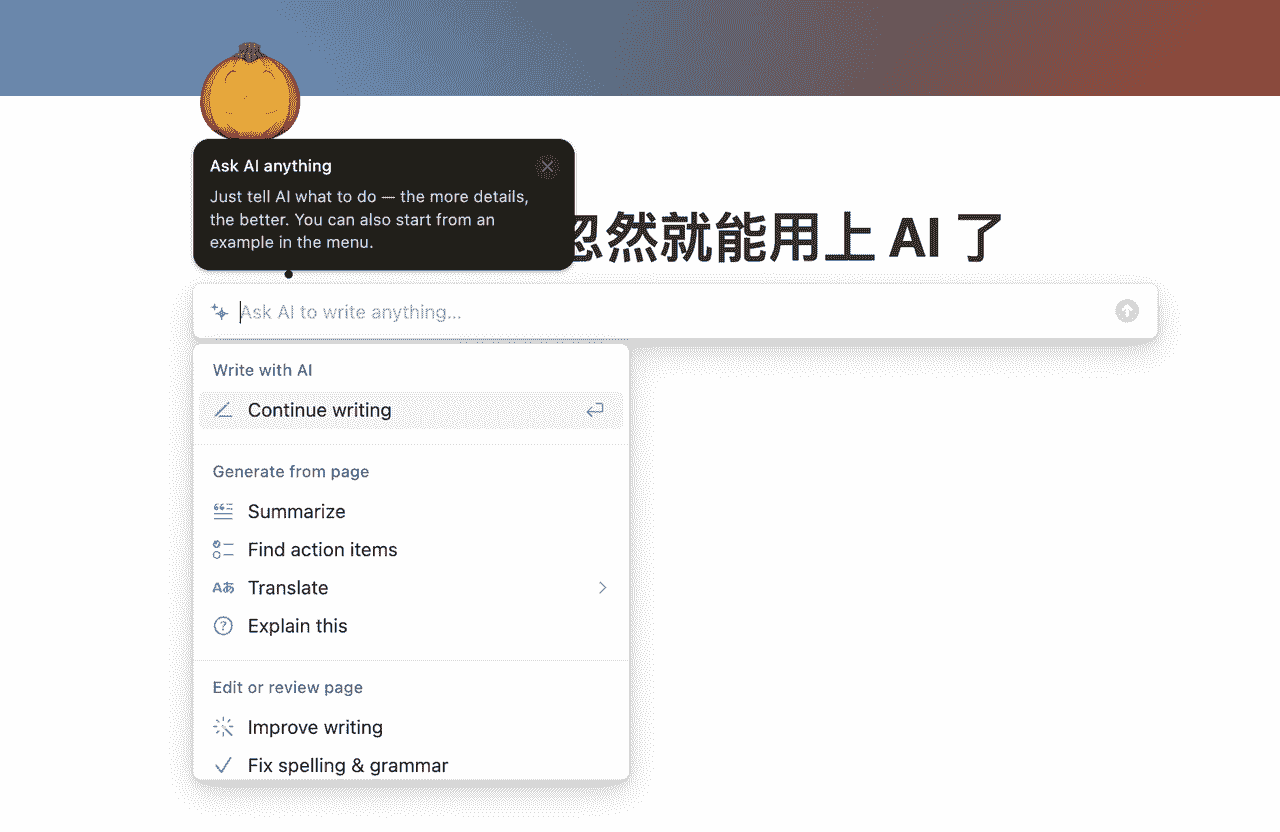 Ask AI anything
Just tell AI what to do — the more details,
the better. You can also start from an
example in the menu.
忽然就能用上 AI 了
Ask AI to write anything...
Write with AI
Continue writing
Generate from page
Summarize
Find action items
Aあ Translate
Explain this
Edit or review page
Improve writing
Fix spelling & grammar